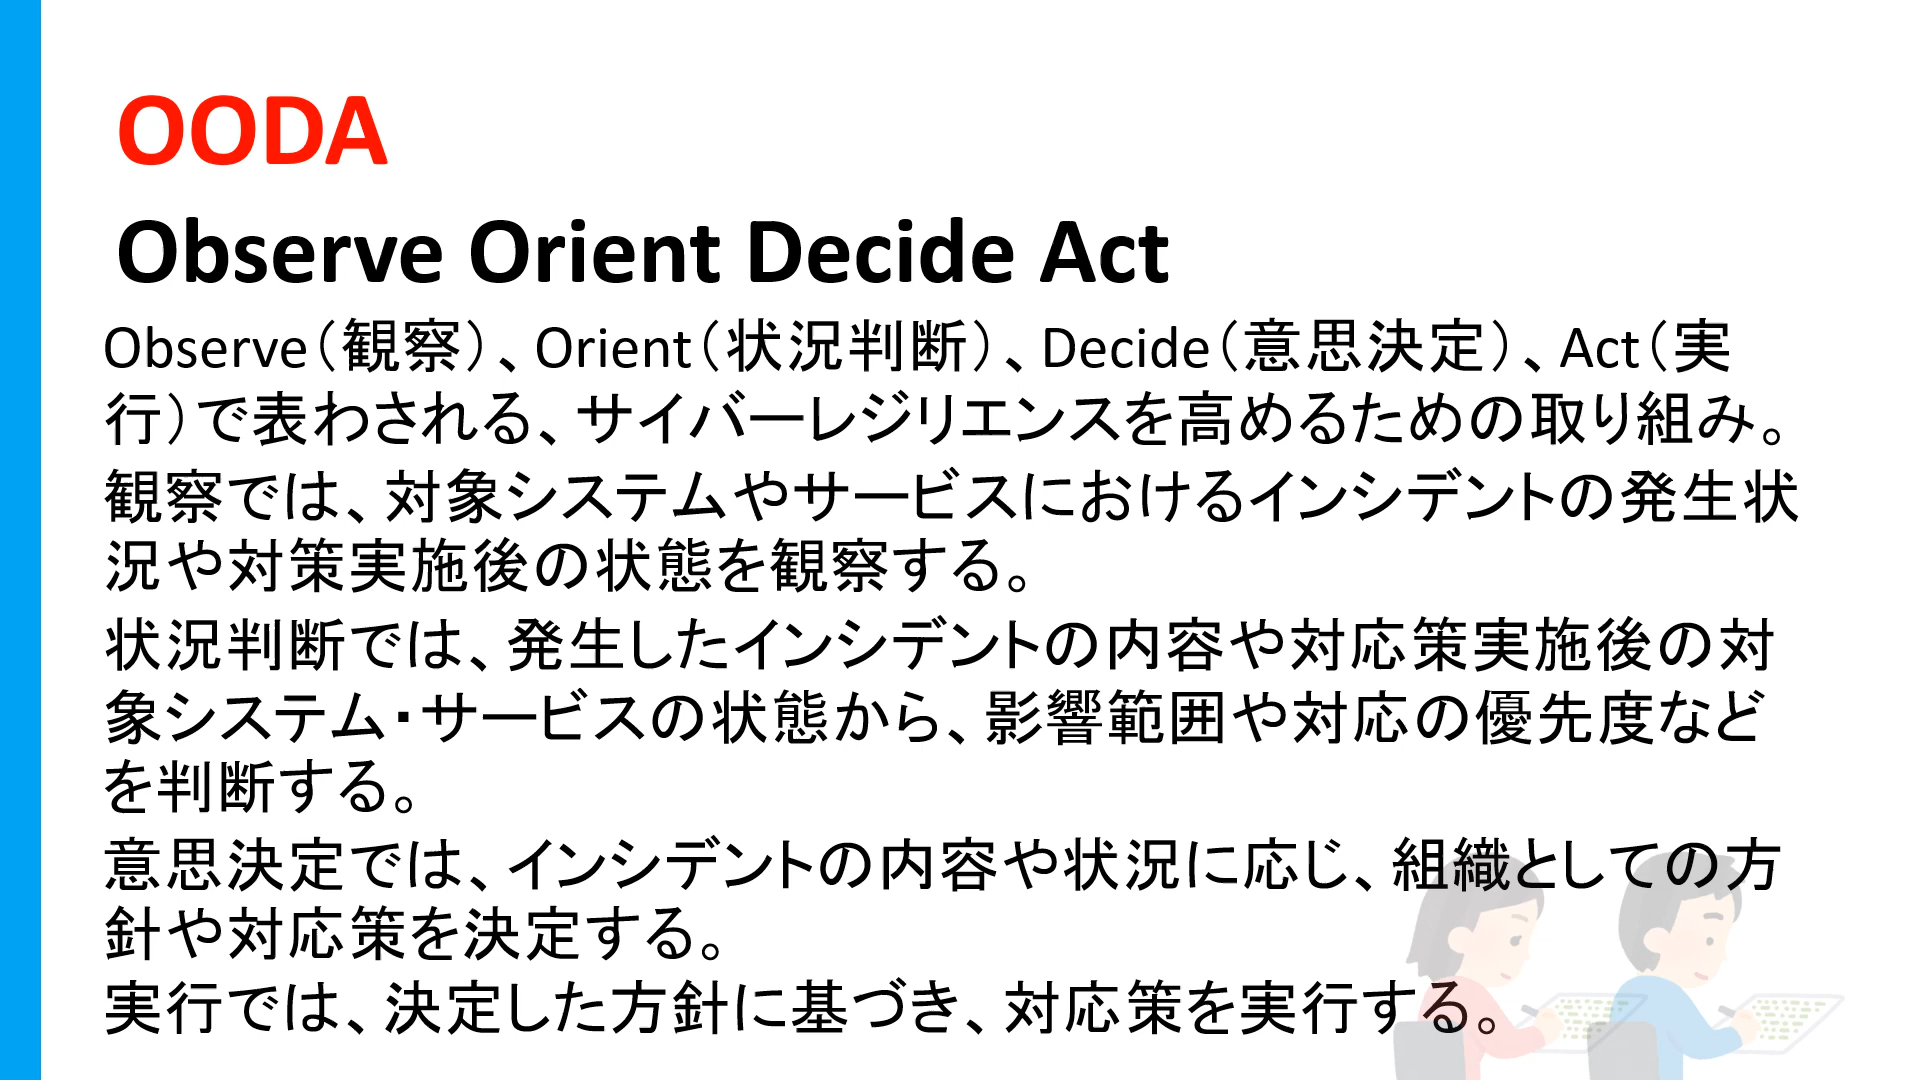 OODA
Observe Orient Decide Act
Observe（観察）、Orient（状況判断）、Decide（意思決定）、Act（実
行）で表わされる、サイバーレジリエンスを高めるための取り組み。
観察では、対象システムやサービスにおけるインシデントの発生状
況や対策実施後の状態を観察する。
状況判断では、発生したインシデントの内容や対応策実施後の対
象システム・サービスの状態から、影響範囲や対応の優先度など
を判断する。
意思決定では、インシデントの内容や状況に応じ、組織としての方
針や対応策を決定する。
実行では、決定した方針に基づき、対応策を実行する。